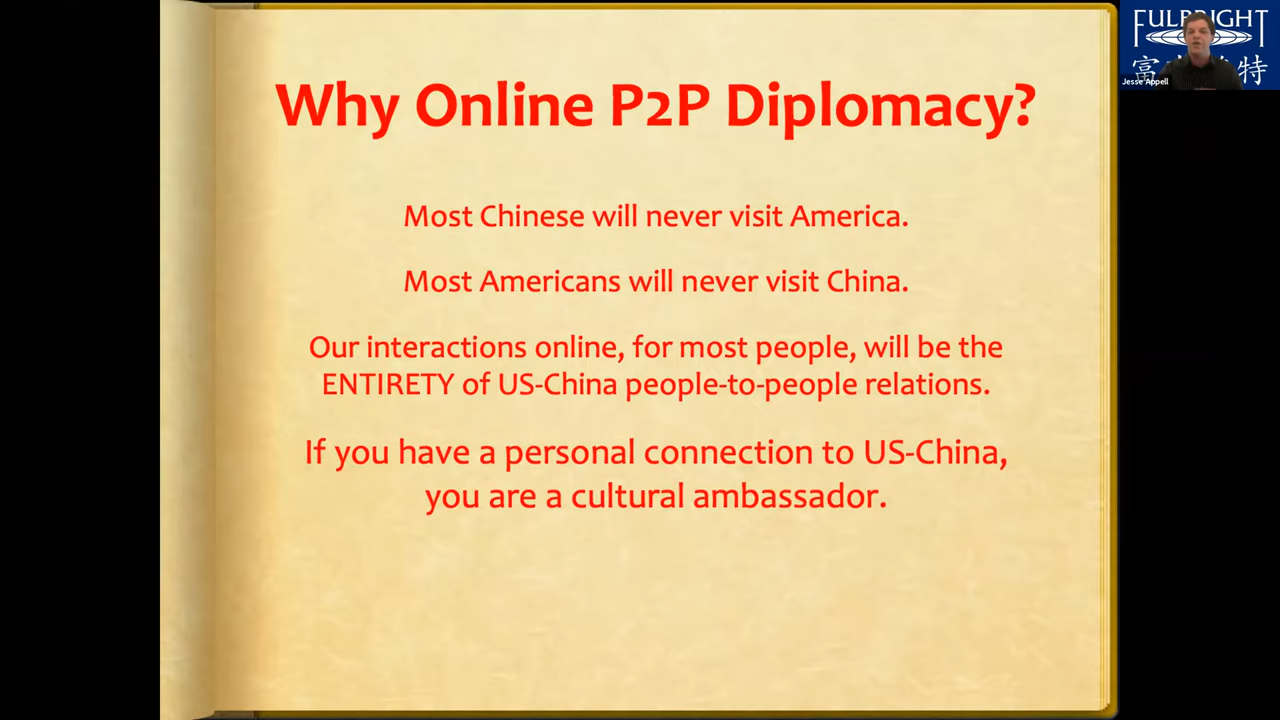 Why Online P2P Diplomacy?
Most Chinese will never visit America.
Most Americans will never visit China.
Our interactions online, for most people, will be the
ENTIRETY of US-China people-to-people relations.
If you have a personal connection to US-China,
you are a cultural ambassador.
FULBRIGHT
富 特
Jesse Appell